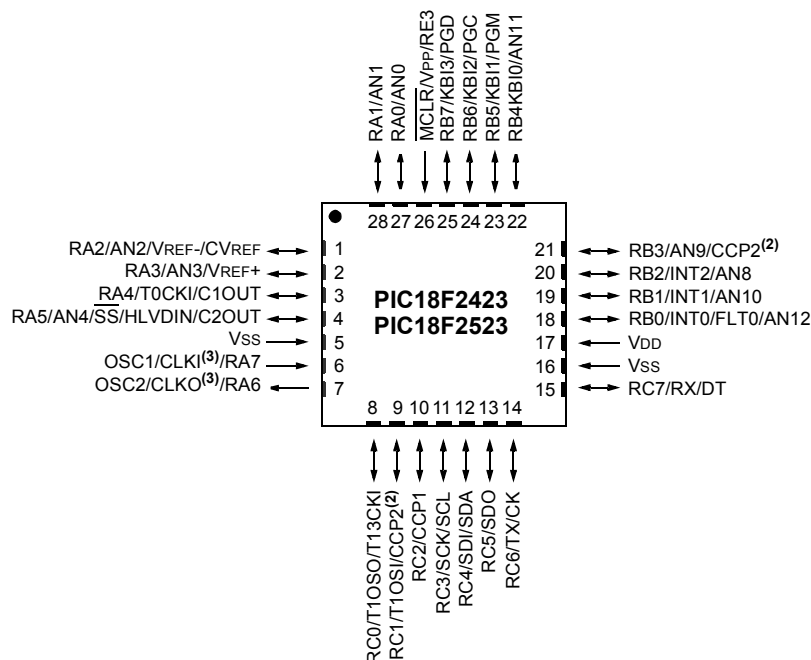 RA1/AN1
RA0/AN0
MCLR/VPP/RE3
RB7/KBI3/PGD
RB6/KBI2/PGC
RB5/KBI1/PGM
RB4KBI0/AN11
28 27 26 25 24 23 22
RA2/AN2/VREF-/CVREF 1
RA3/AN3/VREF+ 2
RA4/T0CKI/C1OUT 3
RA5/AN4/SS/HLVDIN/C2OUT 4
VSS 5
OSC1/CLKI(3)/RA7 6
OSC2/CLKO(3)/RA6 7
PIC18F2423
PIC18F2523
21 RB3/AN9/CCP2(2)
20 RB2/INT2/AN8
19 RB1/INT1/AN10
18 RB0/INT0/FLT0/AN12
17 VDD
16 VSS
15 RC7/RX/DT
8 9 10 11 12 13 14
RC0/T1OSO/T13CKI
RC1/T1OSI/CCP2(2)
RC2/CCP1
RC3/SCK/SCL
RC4/SDI/SDA
RC5/SDO
RC6/TX/CK